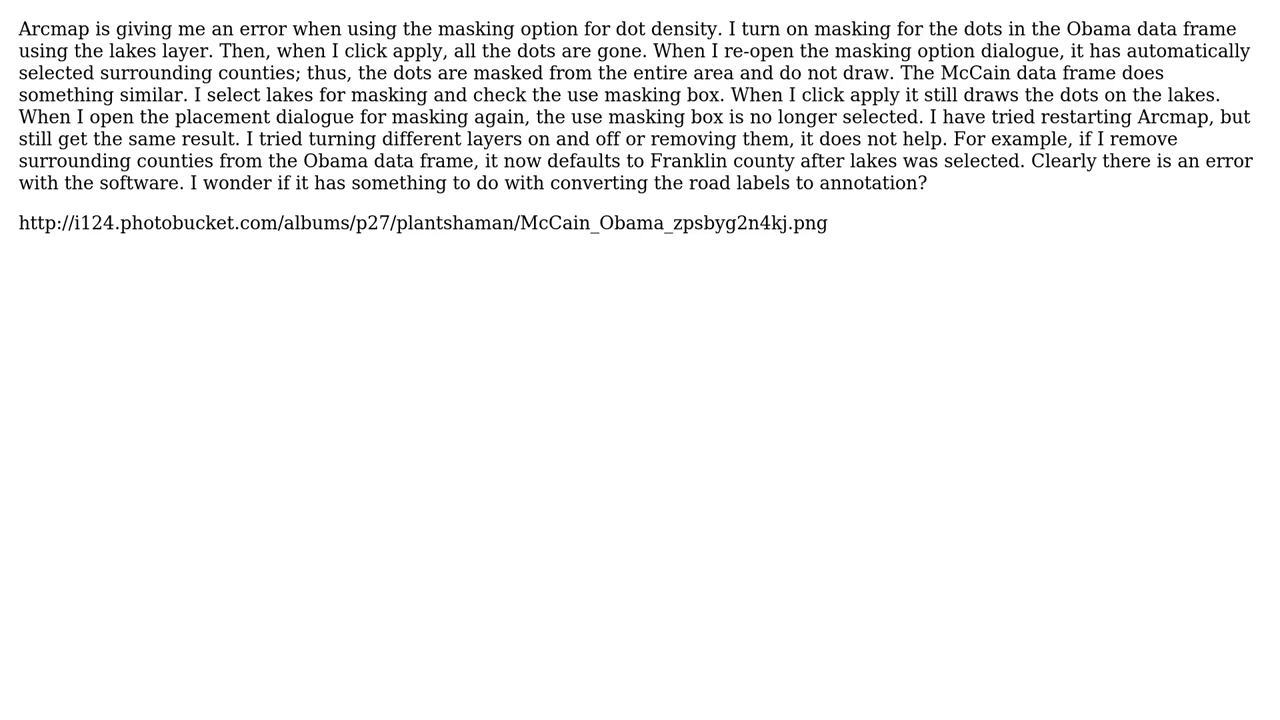 Arcmap is giving me an error when using the masking option for dot density. I turn on masking for the dots in the Obama data frame
using the lakes layer. Then, when I click apply, all the dots are gone. When I re-open the masking option dialogue, it has automatically
selected surrounding counties; thus, the dots are masked from the entire area and do not draw. The McCain data frame does
something similar. I select lakes for masking and check the use masking box. When I click apply it still draws the dots on the lakes.
When I open the placement dialogue for masking again, the use masking box is no longer selected. I have tried restarting Arcmap, but
still get the same result. I tried turning different layers on and off or removing them, it does not help. For example, if I remove
surrounding counties from the Obama data frame, it now defaults to Franklin county after lakes was selected. Clearly there is an error
with the software. I wonder if it has something to do with converting the road labels to annotation?
http://i124.photobucket.com/albums/p27/plantshaman/McCain_Obama_zpsbyg2n4kj.png